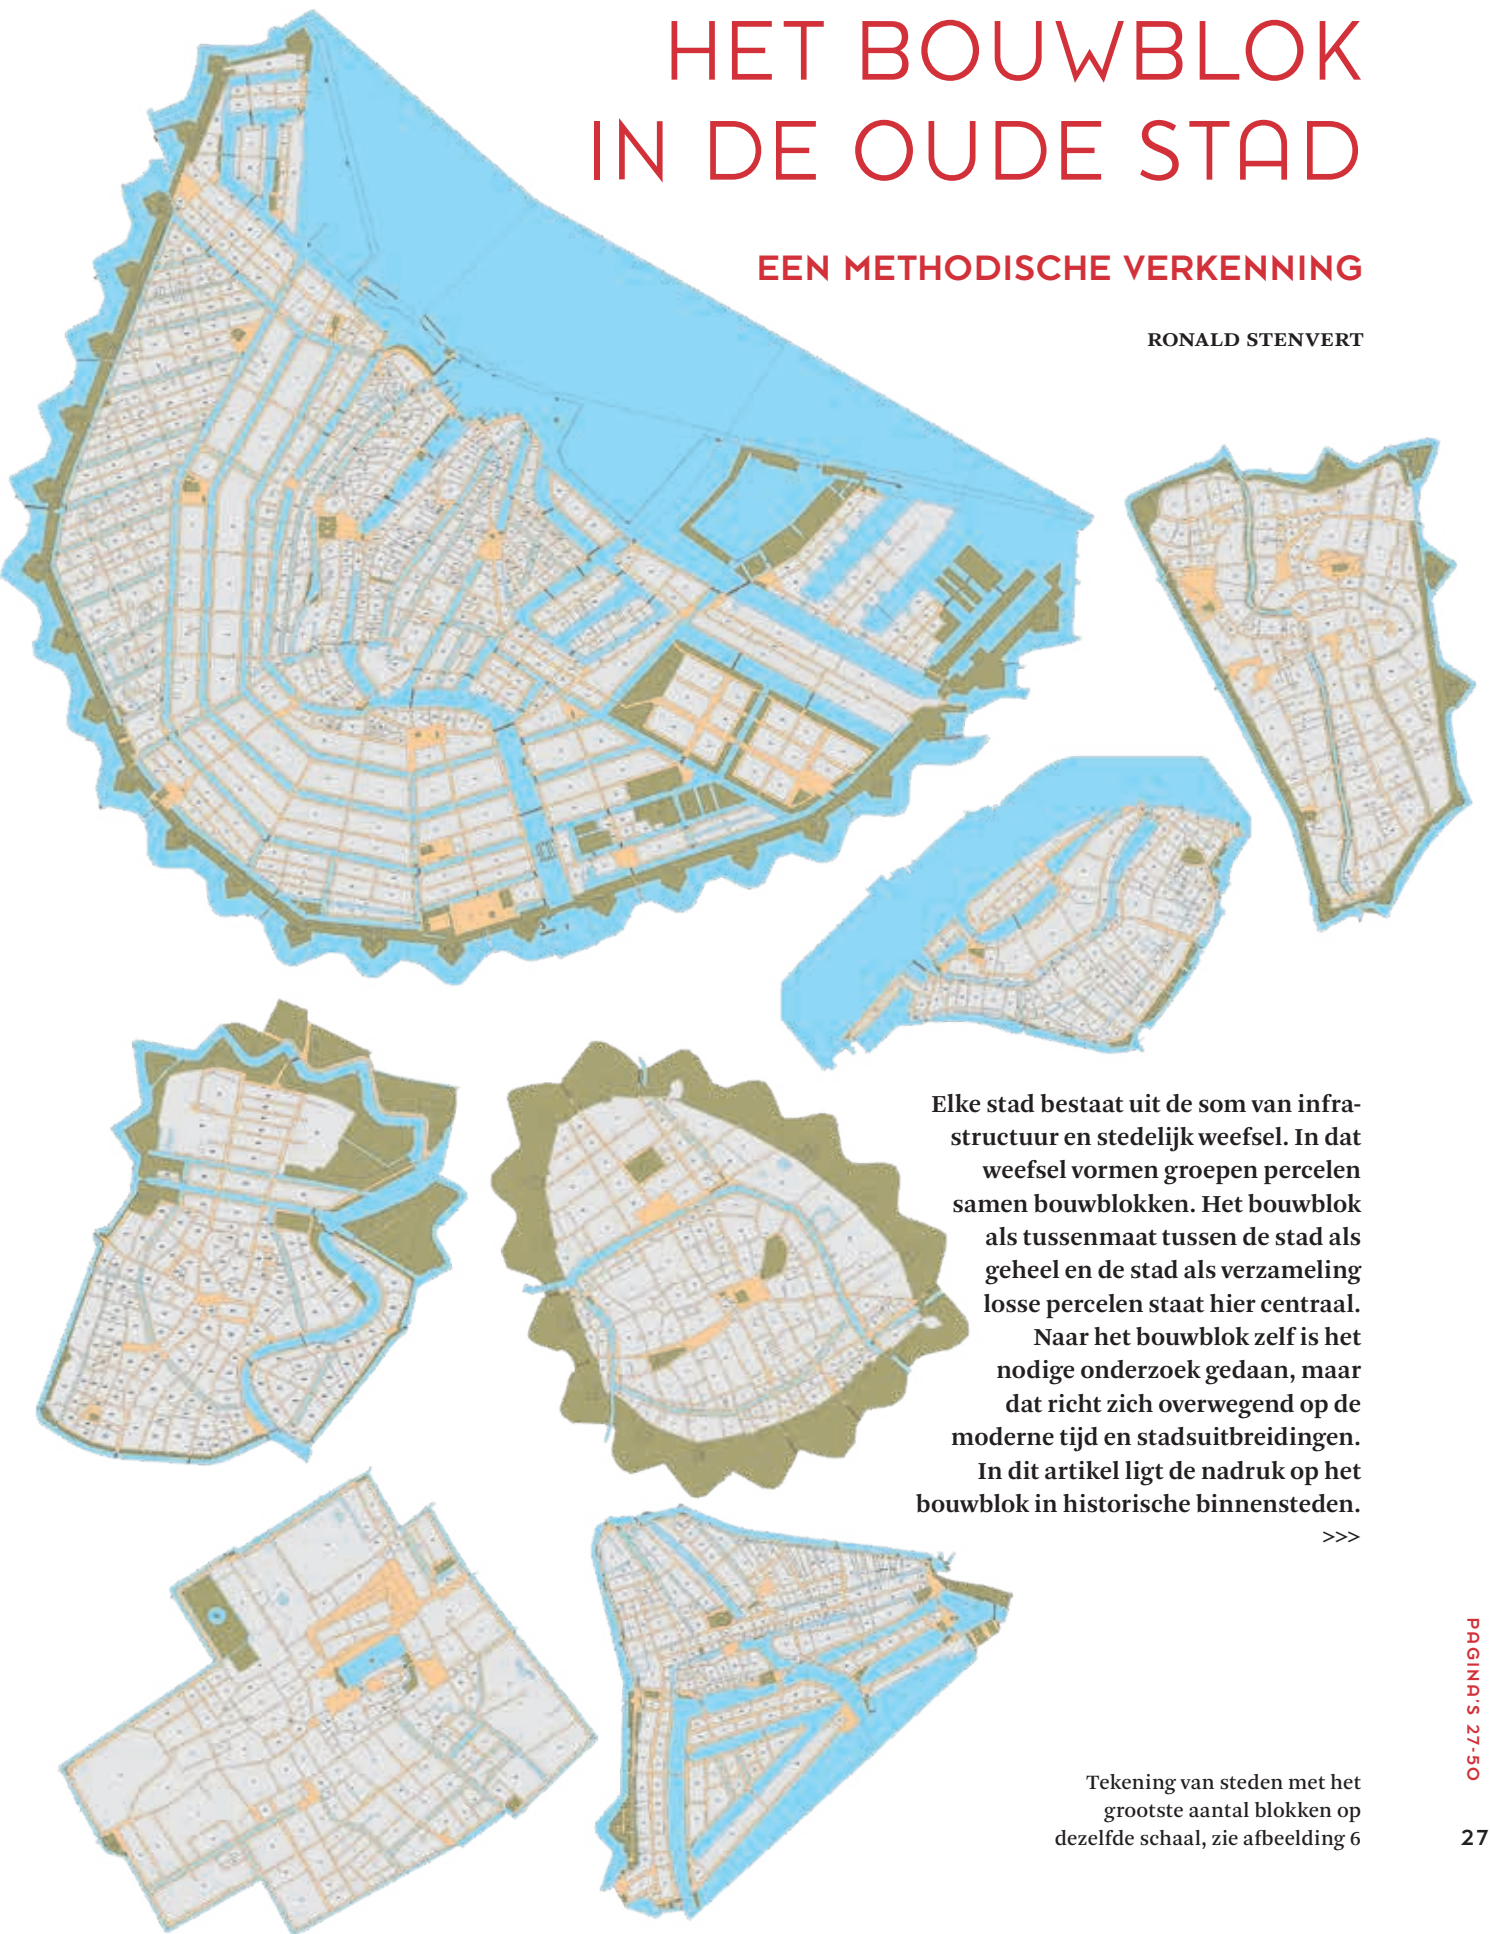 HET BOUWBLOK
IN DE OUDE STAD
EEN METHODISCHE VERKENNING
RONALD STENVERT
Elke stad bestaat uit de som van infra-
structuur en stedelijk weefsel. In dat
weefsel vormen groepen percelen
samen bouwblokken. Het bouwblok
als tussenmaat tussen de stad als
geheel en de stad als verzameling
losse percelen staat hier centraal.
Naar het bouwblok zelf is het
nodige onderzoek gedaan, maar
dat richt zich overwegend op de
moderne tijd en stadsuitbreidingen.
In dit artikel ligt de nadruk op het
bouwblok in historische binnensteden.
>>>
Tekening van steden met het
grootste aantal blokken op
dezelfde schaal, zie afbeelding 6
PAGINA'S 27-50
27